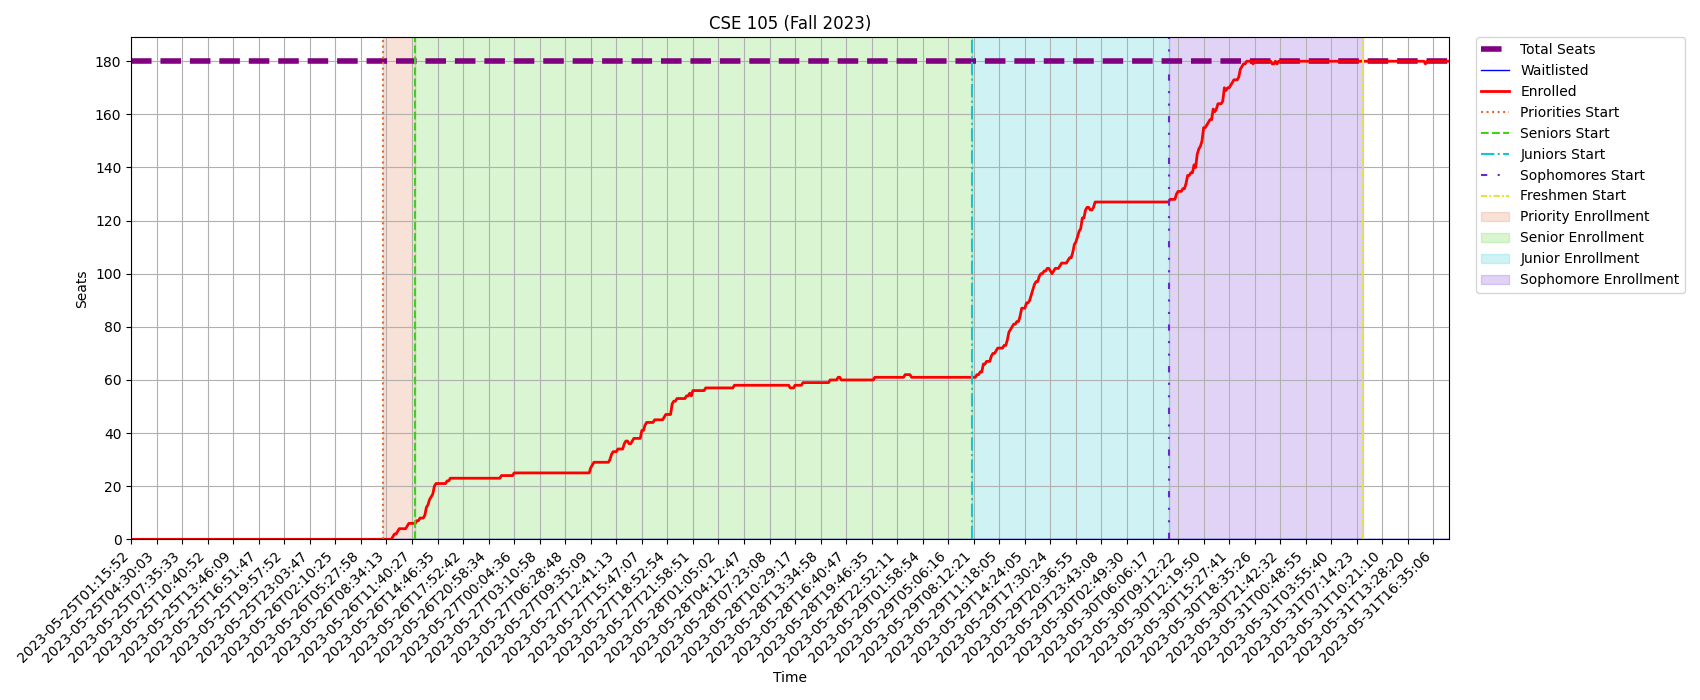 CSE 105 (Fall 2023)
Total Seats
Waitlisted
Enrolled
Priorities Start
Seniors Start
Juniors Start
Sophomores Start
Freshmen Start
Priority Enrollment
Senior Enrollment
Junior Enrollment
Sophomore Enrollment
Seats
180
160
140
120
100
80
60
40
20
0
2023-05-25T01:15:52
2023-05-25T04:30:03
2023-05-25T07:35:33
2023-05-25T10:40:52
2023-05-25T13:46:09
2023-05-25T16:51:47
2023-05-25T19:57:52
2023-05-25T23:03:47
2023-05-26T02:10:25
2023-05-26T05:27:58
2023-05-26T08:34:13
2023-05-26T11:40:27
2023-05-26T14:46:35
2023-05-26T17:52:42
2023-05-26T20:58:34
2023-05-27T00:04:36
2023-05-27T03:10:58
2023-05-27T06:28:48
2023-05-27T09:35:09
2023-05-27T12:41:13
2023-05-27T15:47:07
2023-05-27T18:52:54
2023-05-27T21:58:51
2023-05-28T01:05:02
2023-05-28T04:12:47
2023-05-28T07:23:08
2023-05-28T10:29:17
2023-05-28T13:34:58
2023-05-28T16:40:47
2023-05-28T19:46:35
2023-05-28T22:52:11
2023-05-29T01:58:54
2023-05-29T05:06:16
2023-05-29T08:12:21
2023-05-29T11:18:05
2023-05-29T14:24:05
2023-05-29T17:30:24
2023-05-29T20:36:55
2023-05-29T23:43:08
2023-05-30T02:49:30
2023-05-30T06:06:17
2023-05-30T09:12:22
2023-05-30T12:19:50
2023-05-30T15:27:41
2023-05-30T18:35:26
2023-05-30T21:42:32
2023-05-31T00:48:55
2023-05-31T03:55:40
2023-05-31T07:14:23
2023-05-31T10:21:10
2023-05-31T13:28:20
2023-05-31T16:35:06
Time